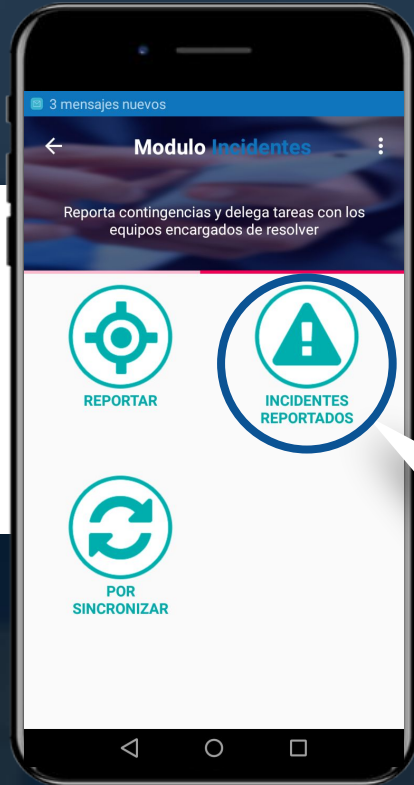 3 mensajes nuevos
Modulo Incidentes
Reporta contingencias y delega tareas con los
equipos encargados de resolver
REPORTAR
INCIDENTES
REPORTADOS
POR
SINCRONIZAR